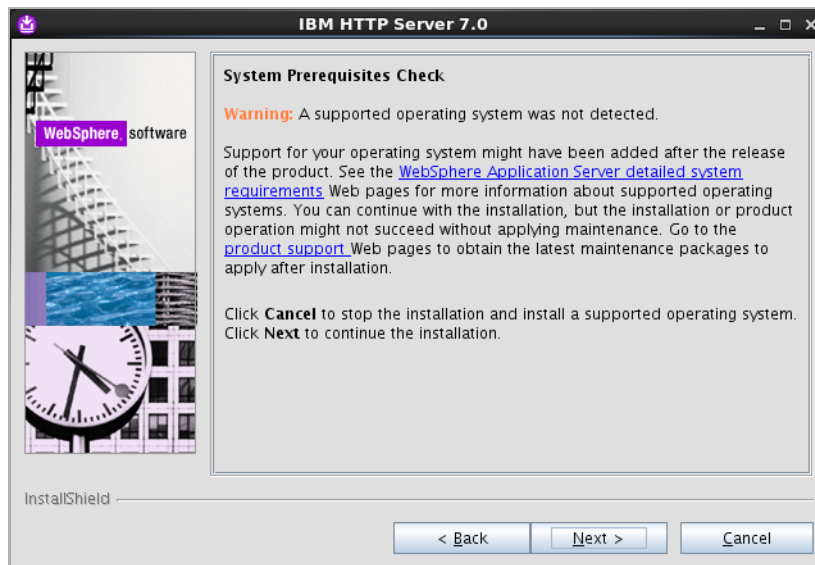 IBM HTTP Server 7.0
WebSphere. software
System Prerequisites Check
Warning: A supported operating system was not detected.
Support for your operating system might have been added after the release
of the product. See the WebSphere Application Server detailed system
requirements Web pages for more information about supported operating
systems. You can continue with the installation, but the installation or product
operation might not succeed without applying maintenance. Go to the
product support Web pages to obtain the latest maintenance packages to
apply after installation.
Click Cancel to stop the installation and install a supported operating system.
Click Next to continue the installation.
InstallShield
< Back
Next >
Cancel